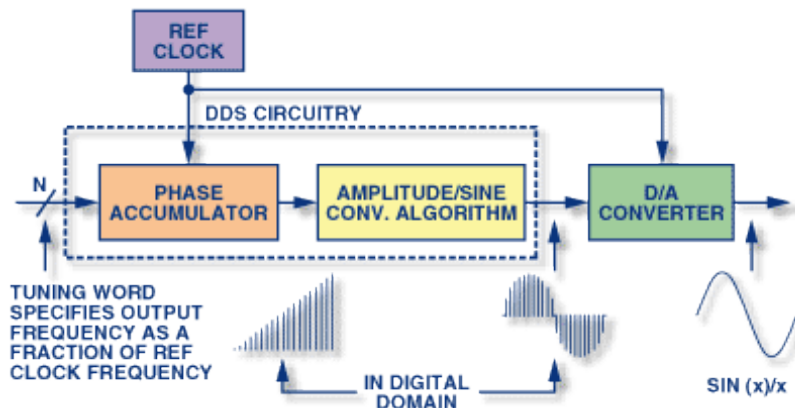 REF
CLOCK
DDS CIRCUITRY
N
PHASE
ACCUMULATOR
AMPLITUDE/SINE
CONV. ALGORITHM
D/A
CONVERTER
TUNING WORD
SPECIFIES OUTPUT
FREQUENCY AS A
FRACTION OF REF
CLOCK FREQUENCY
IN DIGITAL
DOMAIN
SIN (x)/x